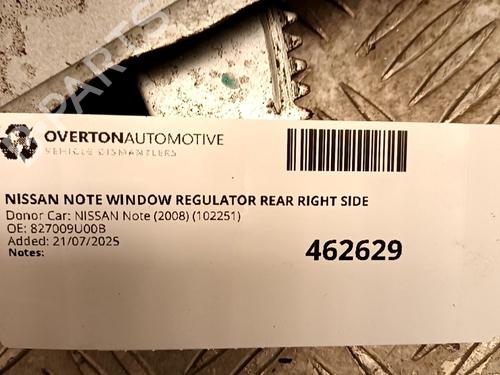 B-PARTS
OVERTONAUTOMOTIVE
VEHICLE DISMANTLERS
NISSAN NOTE WINDOW REGULATOR REAR RIGHT SIDE
Donor Car: NISSAN Note (2008) (102251)
OE: 827009U00B
Added: 21/07/2025
Notes:
462629